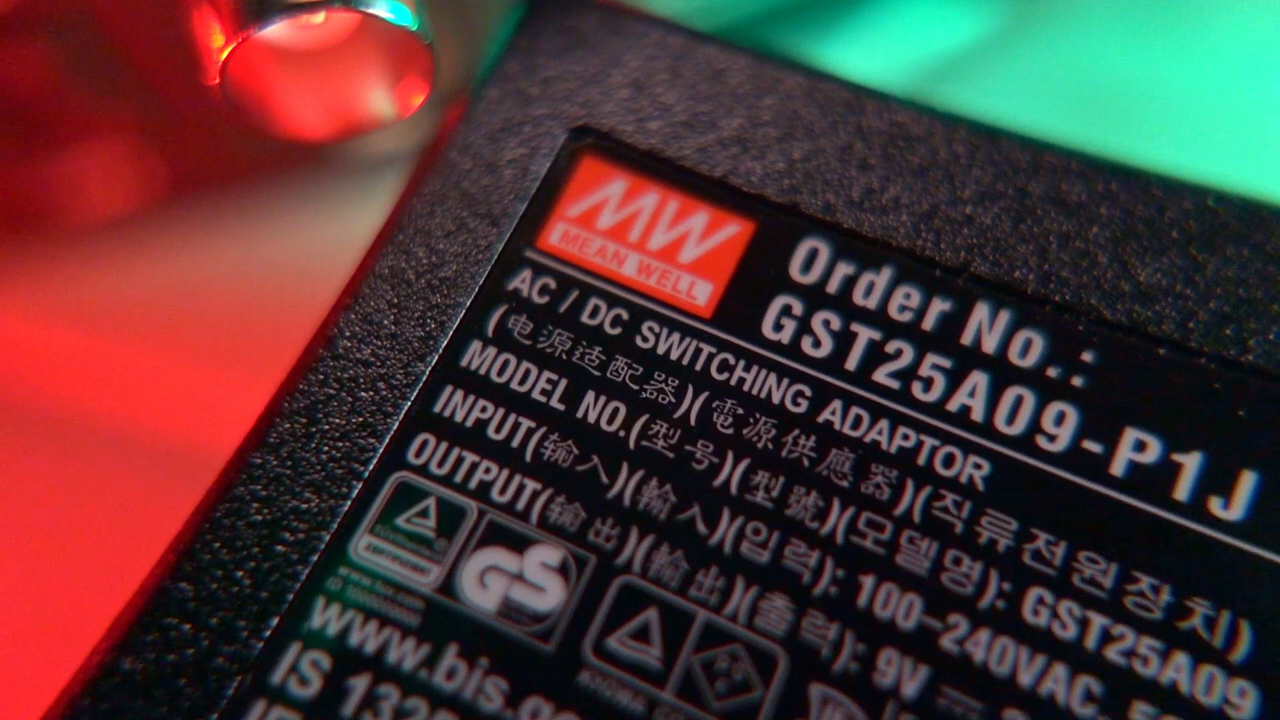 MW
MEAN WELL
Order No.:
GST25A09-P1J
AC / DC SWITCHING ADAPTOR
(电源适配器)(電源供應器)(직류전원장치)
MODEL NO.(型号)(型號)(모델명): GST25A09
INPUT(输入)(輸入)(입력): 100-240VAC
OUTPUT(输出)(輸出)(출력): 9V ⎓
GS
www.bis.go
IS 132